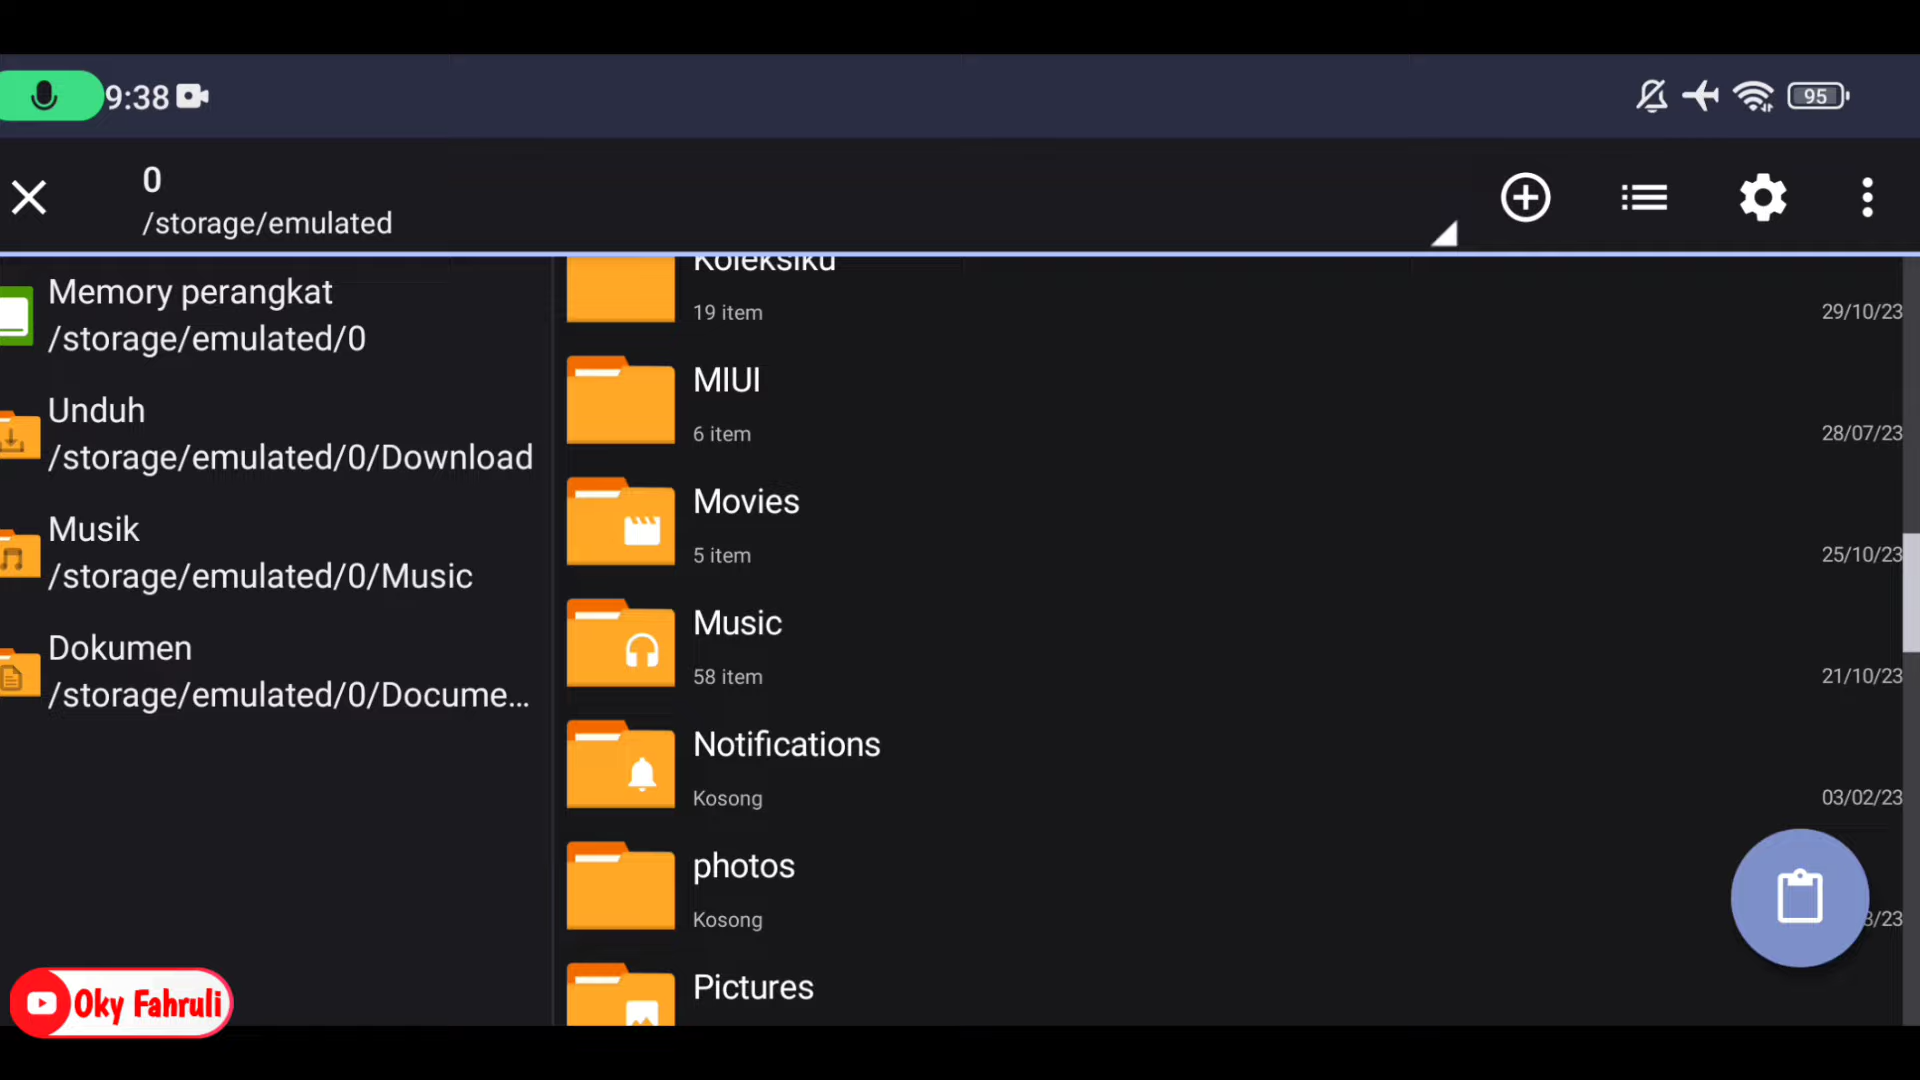 9:38
95
0
/storage/emulated
Memory perangkat
/storage/emulated/0
Unduh
/storage/emulated/0/Download
Musik
/storage/emulated/0/Music
Dokumen
/storage/emulated/0/Docume...
Koleksiku
19 item
29/10/23
MIUI
6 item
28/07/23
Movies
5 item
25/10/23
Music
58 item
21/10/23
Notifications
Kosong
03/02/23
photos
Kosong
/23
Pictures
Oky Fahruli